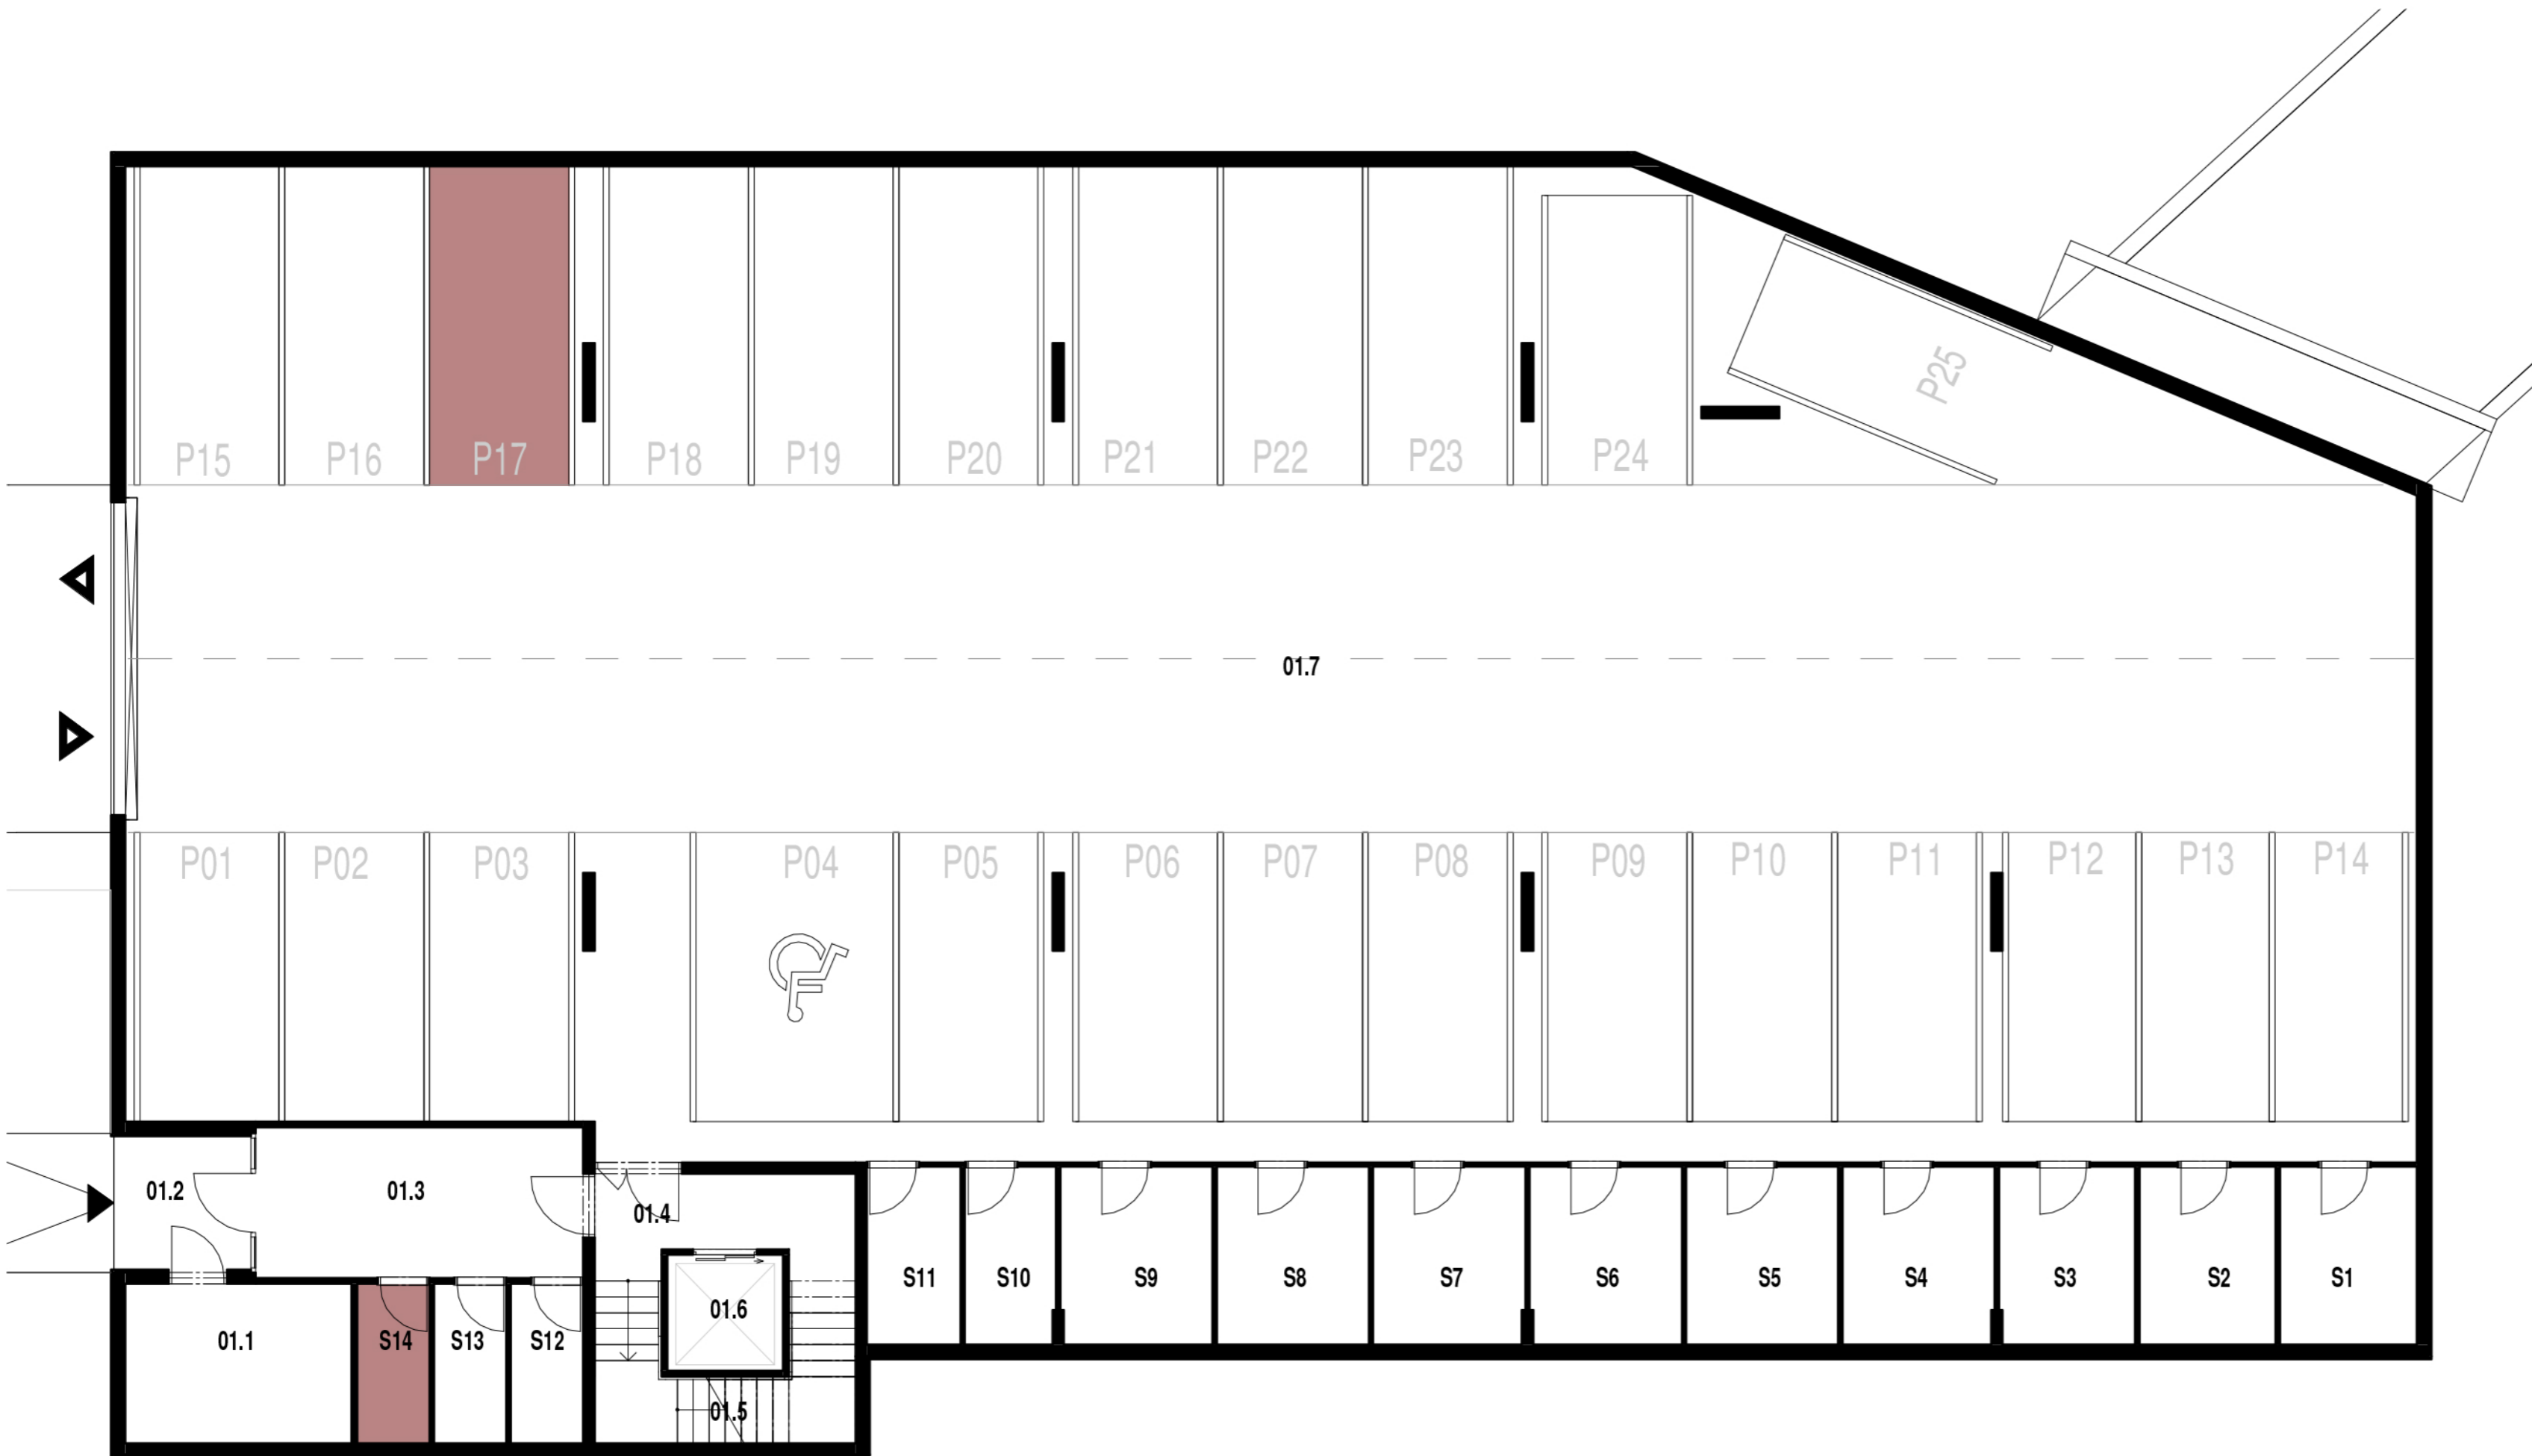 P15 P16 P17 P18 P19 P20 P21 P22 P23 P24 P25
01.7
P01 P02 P03 P04 P05 P06 P07 P08 P09 P10 P11 P12 P13 P14
01.2 01.3 01.4
S11 S10 S9 S8 S7 S6 S5 S4 S3 S2 S1
01.6
01.1 S14 S13 S12
01.5